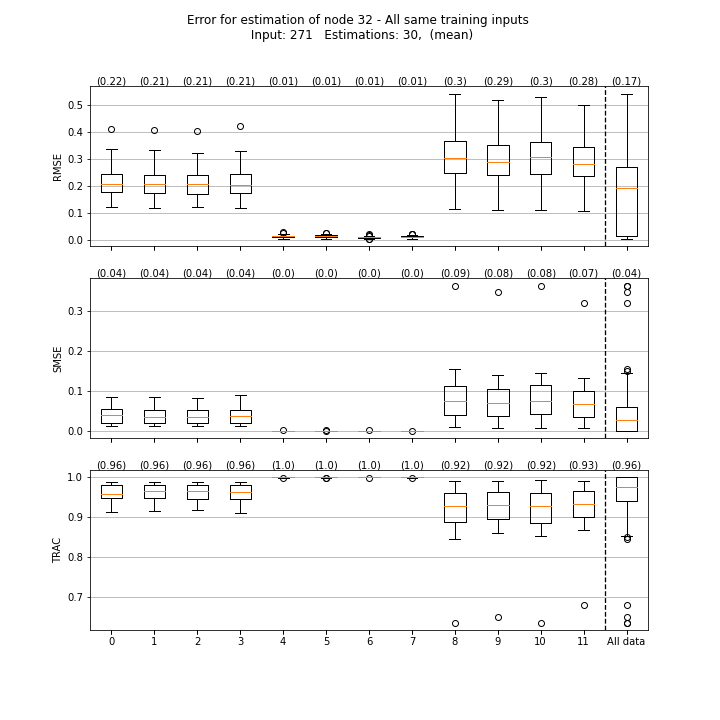 Error for estimation of node 32 - All same training inputs
Input: 271   Estimations: 30,  (mean)
(0.22) (0.21) (0.21) (0.21) (0.01) (0.01) (0.01) (0.01) (0.3) (0.29) (0.3) (0.28) (0.17)
0.5
0.4
0.3
0.2
0.1
0.0
RMSE
(0.04) (0.04) (0.04) (0.04) (0.0) (0.0) (0.0) (0.0) (0.09) (0.08) (0.08) (0.07) (0.04)
0.3
0.2
0.1
0.0
SMSE
(0.96) (0.96) (0.96) (0.96) (1.0) (1.0) (1.0) (1.0) (0.92) (0.92) (0.92) (0.93) (0.96)
1.0
0.9
0.8
0.7
TRAC
0 1 2 3 4 5 6 7 8 9 10 11 All data